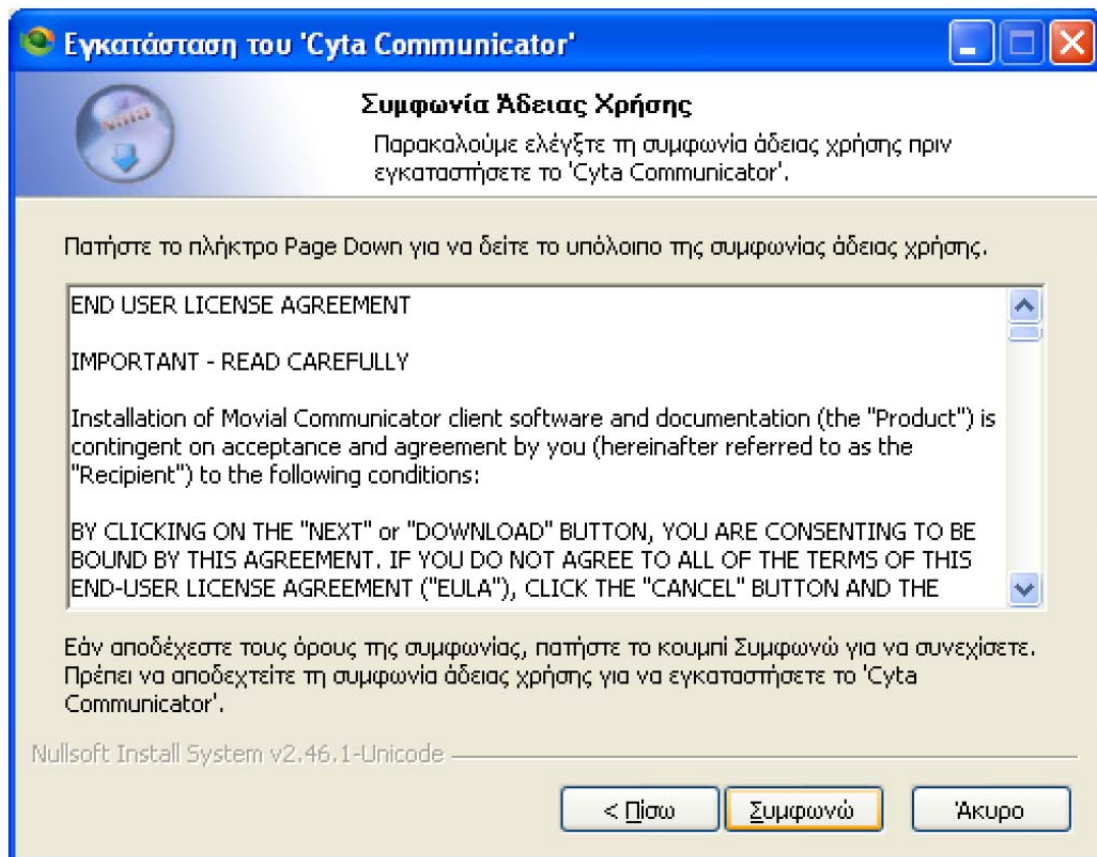 Εγκατάσταση του 'Cyta Communicator'
Συμφωνία Άδειας Χρήσης
Παρακαλούμε ελέγξτε τη συμφωνία άδειας χρήσης πριν
εγκαταστήσετε το 'Cyta Communicator'.
Πατήστε το πλήκτρο Page Down για να δείτε το υπόλοιπο της συμφωνίας άδειας χρήσης.
END USER LICENSE AGREEMENT
IMPORTANT - READ CAREFULLY
Installation of Movial Communicator client software and documentation (the "Product") is
contingent on acceptance and agreement by you (hereinafter referred to as the
"Recipient") to the following conditions:
BY CLICKING ON THE "NEXT" or "DOWNLOAD" BUTTON, YOU ARE CONSENTING TO BE
BOUND BY THIS AGREEMENT. IF YOU DO NOT AGREE TO ALL OF THE TERMS OF THIS
END-USER LICENSE AGREEMENT ("EULA"), CLICK THE "CANCEL" BUTTON AND THE
Εάν αποδέχεστε τους όρους της συμφωνίας, πατήστε το κουμπί Συμφωνώ για να συνεχίσετε.
Πρέπει να αποδεχτείτε τη συμφωνία άδειας χρήσης για να εγκαταστήσετε το 'Cyta
Communicator'.
Nullsoft Install System v2.46.1-Unicode
< Πίσω Συμφωνώ Άκυρο